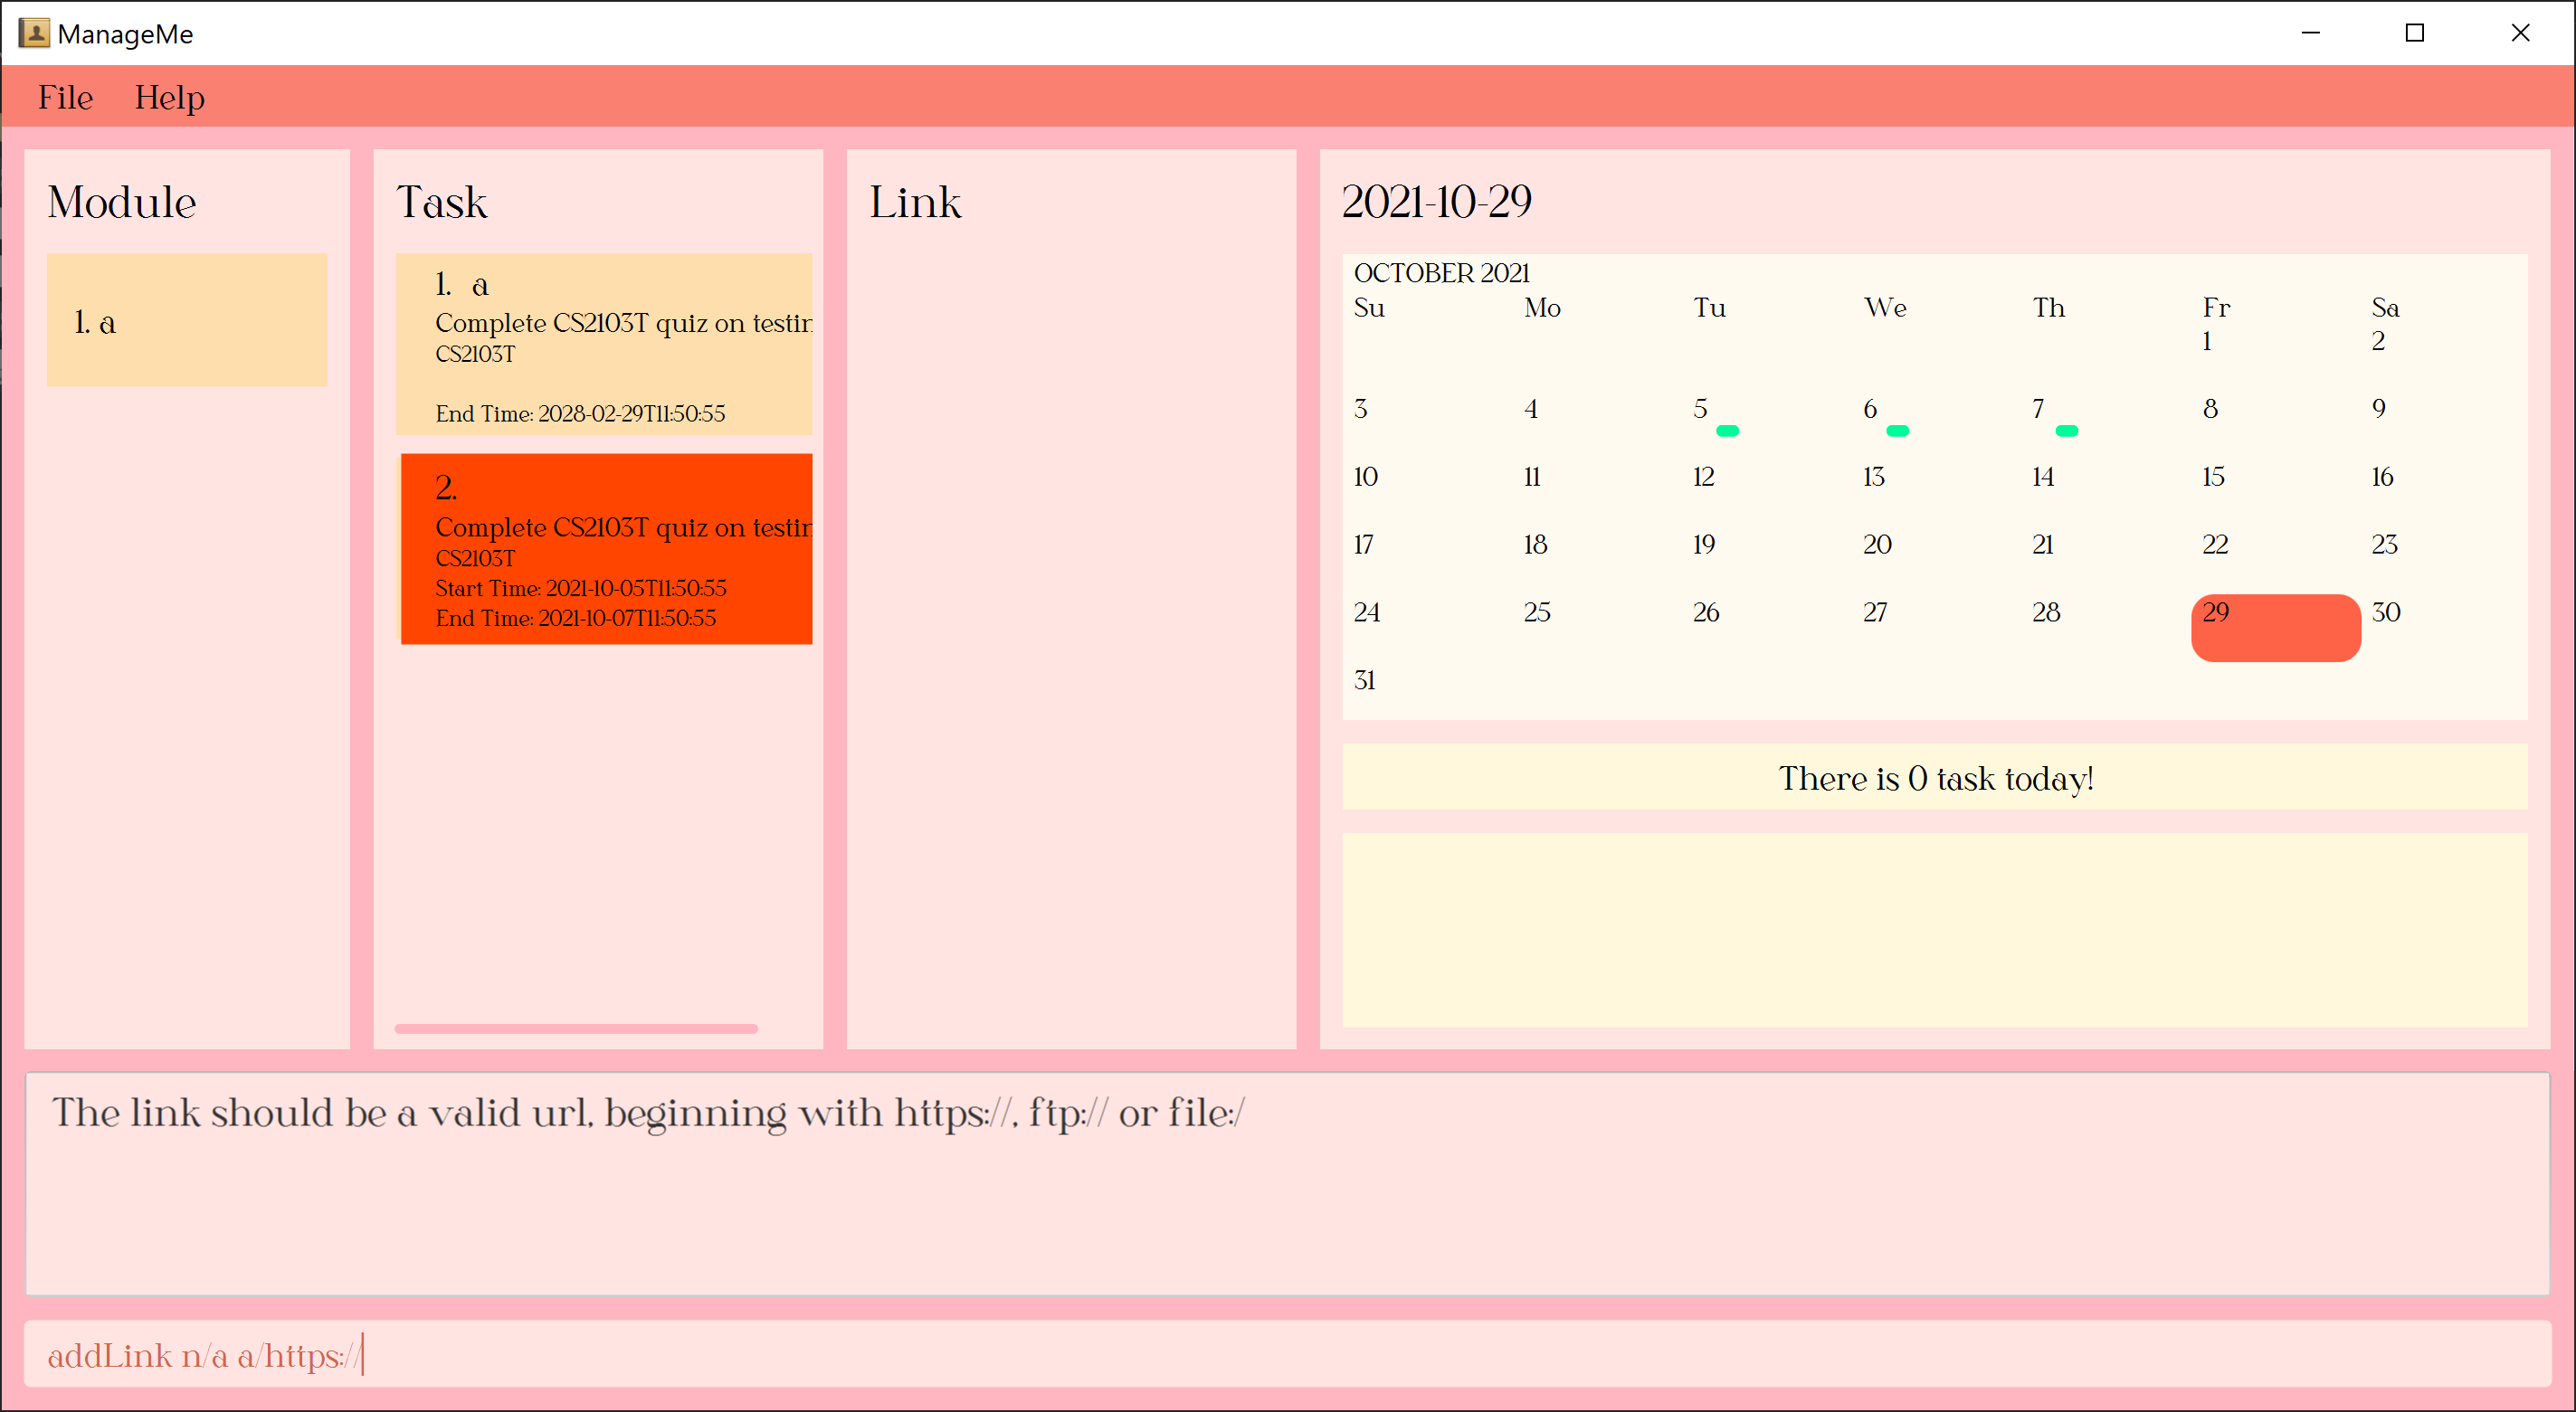 ManageMe
File Help
Module
1. a
Task
1. a
Complete CS2103T quiz on testin
CS2103T
End Time: 2028-02-29T11:50:55
2.
Complete CS2103T quiz on testin
CS2103T
Start Time: 2021-10-05T11:50:55
End Time: 2021-10-07T11:50:55
Link
2021-10-29
OCTOBER 2021
Su Mo Tu We Th Fr Sa
1 2
3 4 5 6 7 8 9
10 11 12 13 14 15 16
17 18 19 20 21 22 23
24 25 26 27 28 29 30
31
There is 0 task today!
The link should be a valid url, beginning with https://, ftp:// or file:/
addLink n/a a/https://